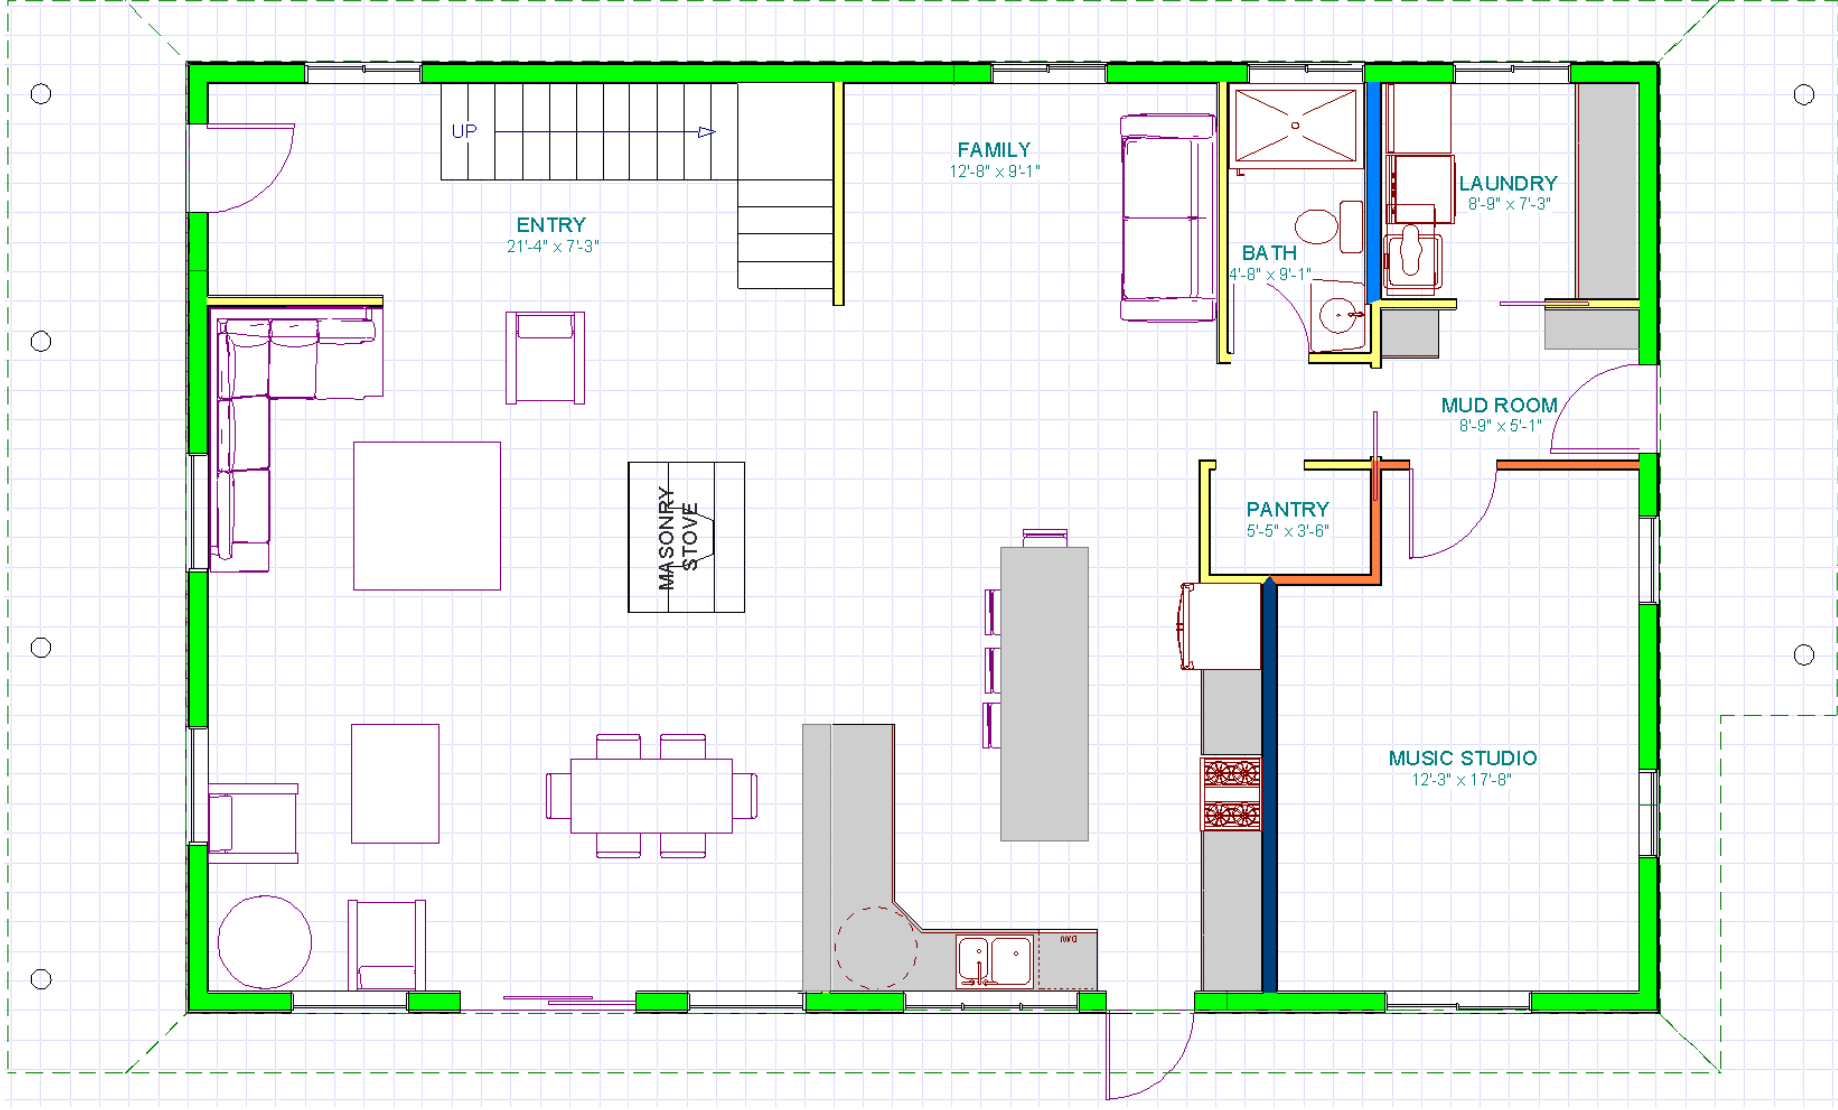 UP
FAMILY
12'-8" x 9'-1"
LAUNDRY
8'-9" x 7'-3"
ENTRY
21'-4" x 7'-3"
BATH
4'-8" x 9'-1"
MUD ROOM
8'-9" x 5'-1"
MASONRY
STOVE
PANTRY
5'-5" x 3'-6"
MUSIC STUDIO
12'-3" x 17'-8"